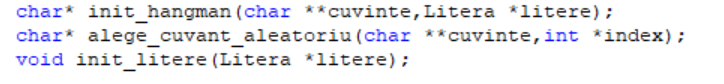 char* init_hangman(char **cuvinte,Litera *litere);
char* alege_cuvant_aleatoriu(char **cuvinte,int *index);
void init_litere(Litera *litere);